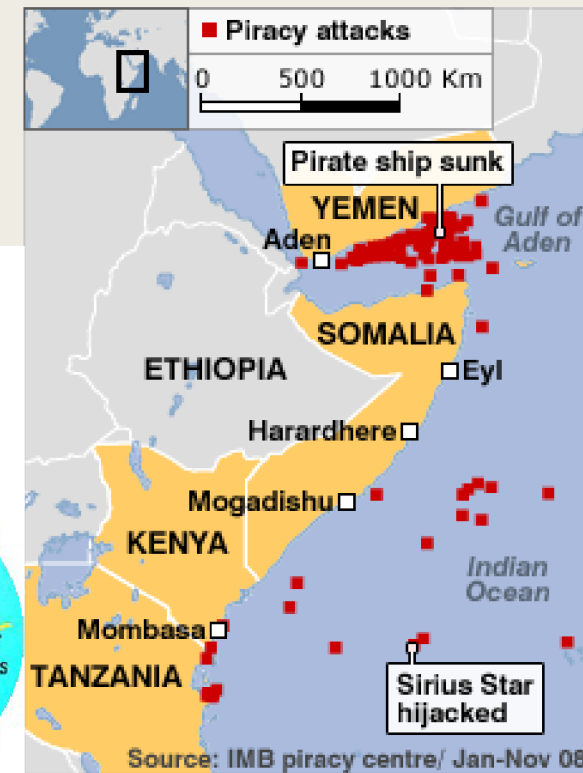 Piracy attacks
0 500 1000 Km
Pirate ship sunk
YEMEN
Gulf of
Aden
Aden
SOMALIA
ETHIOPIA
Eyl
Harardhere
Mogadishu
KENYA
Indian
Ocean
Mombasa
TANZANIA
Sirius Star
hijacked
Source: IMB piracy centre/ Jan-Nov 08